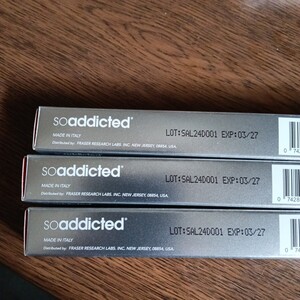 soaddicted®
LOT:SAL24D001 EXP:03/27
MADE IN ITALY
Distributed by: FRASER RESEARCH LABS. INC. NEW JERSEY, 08854, USA.
soaddicted®
LOT:SAL24D001 EXP:03/27
MADE IN ITALY
Distributed by: FRASER RESEARCH LABS. INC. NEW JERSEY, 08854, USA.
soaddicted®
LOT:SAL24D001 EXP:03/27
MADE IN ITALY
Distributed by: FRASER RESEARCH LABS. INC. NEW JERSEY, 08854, USA.